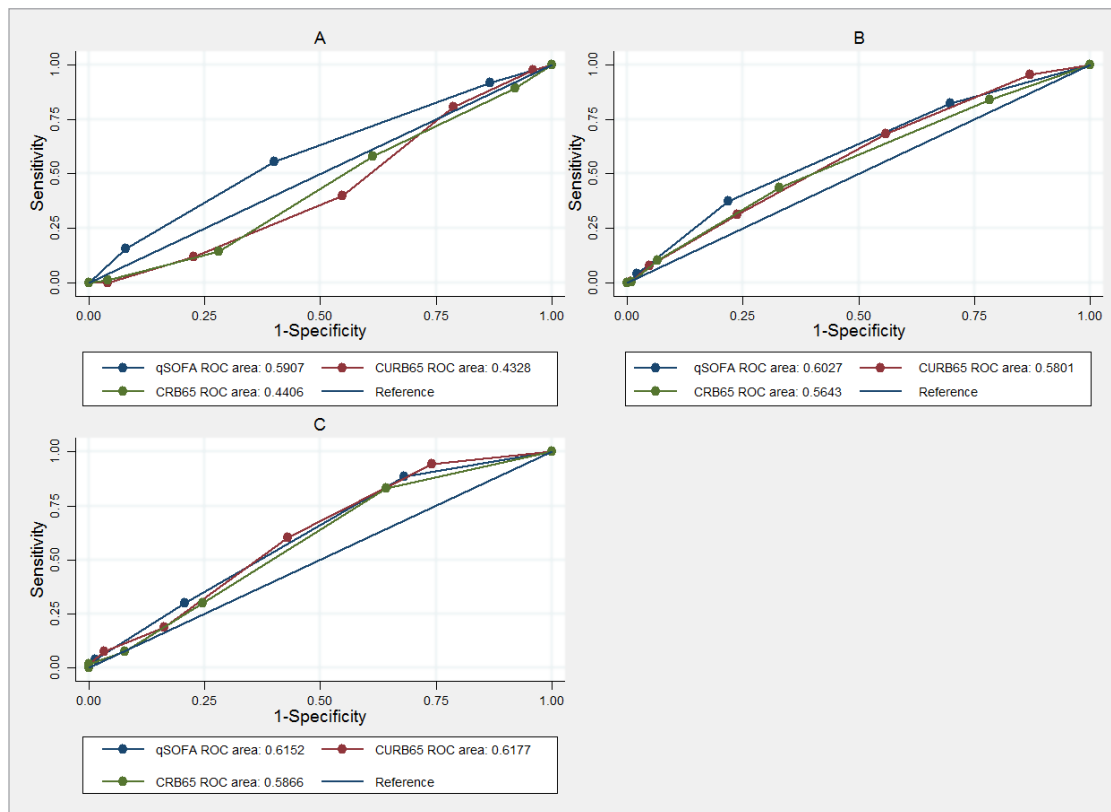 A
Sensitivity
0.00 0.25 0.50 0.75 1.00
0.00 0.25 0.50 0.75 1.00
1-Specificity
qSOFA ROC area: 0.5907 CURB65 ROC area: 0.4328
CRB65 ROC area: 0.4406 Reference
B
Sensitivity
0.00 0.25 0.50 0.75 1.00
0.00 0.25 0.50 0.75 1.00
1-Specificity
qSOFA ROC area: 0.6027 CURB65 ROC area: 0.5801
CRB65 ROC area: 0.5643 Reference
C
Sensitivity
0.00 0.25 0.50 0.75 1.00
0.00 0.25 0.50 0.75 1.00
1-Specificity
qSOFA ROC area: 0.6152 CURB65 ROC area: 0.6177
CRB65 ROC area: 0.5866 Reference